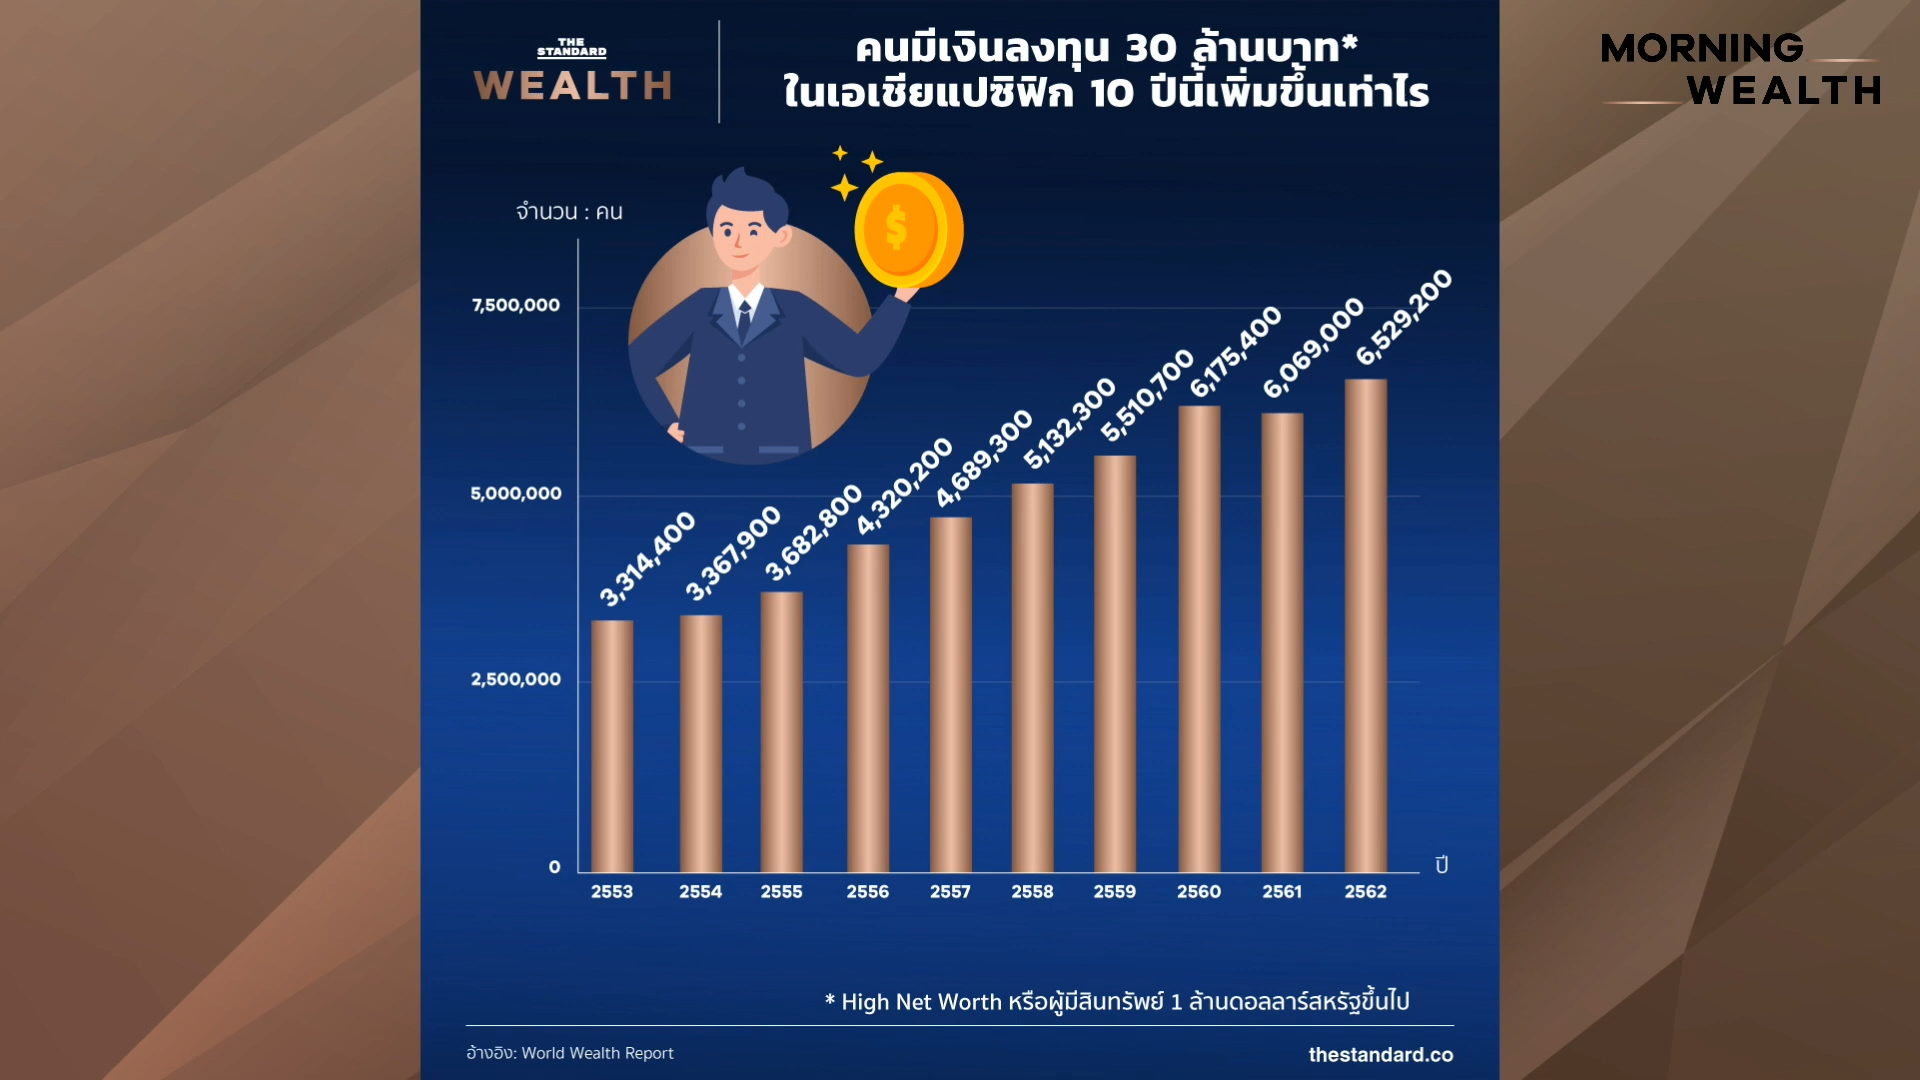 THE
STANDARD
WEALTH
คนมีเงินลงทุน 30 ล้านบาท*
ในเอเชียแปซิฟิก 10 ปีนี้เพิ่มขึ้นเท่าไร
MORNING
WEALTH
จำนวน : คน
$
7,500,000
5,000,000
2,500,000
0
3,314,400
3,367,900
3,682,800
4,320,200
4,689,300
5,132,300
5,510,700
6,175,400
6,069,000
6,529,200
ปี
2553 2554 2555 2556 2557 2558 2559 2560 2561 2562
* High Net Worth หรือผู้มีสินทรัพย์ 1 ล้านดอลลาร์สหรัฐขึ้นไป
อ้างอิง: World Wealth Report
thestandard.co